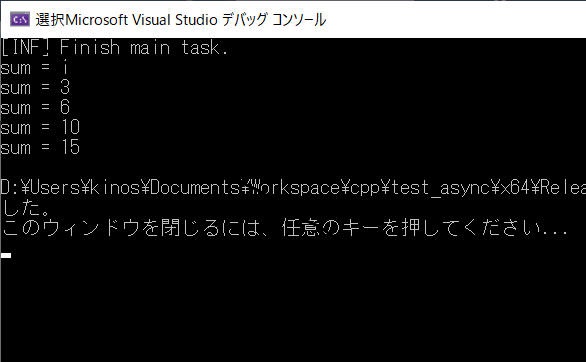 選択Microsoft Visual Studio デバッグ コンソール
[INF] Finish main task.
sum = i
sum = 3
sum = 6
sum = 10
sum = 15
D:¥Users¥kinos¥Documents¥Workspace¥cpp¥test_async¥x64¥Relea
した。
このウィンドウを閉じるには、任意のキーを押してください...